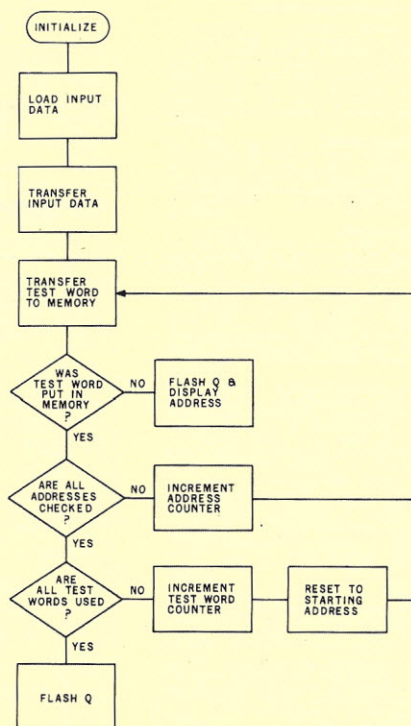 INITIALIZE
LOAD INPUT
DATA
TRANSFER
INPUT DATA
TRANSFER
TEST WORD
TO MEMORY
WAS
TEST WORD
PUT IN
MEMORY
?
NO
FLASH Q &
DISPLAY
ADDRESS
YES
ARE ALL
ADDRESSES
CHECKED
?
NO
INCREMENT
ADDRESS
COUNTER
YES
ARE
ALL TEST
WORDS USED
?
NO
INCREMENT
TEST WORD
COUNTER
RESET TO
STARTING
ADDRESS
YES
FLASH Q